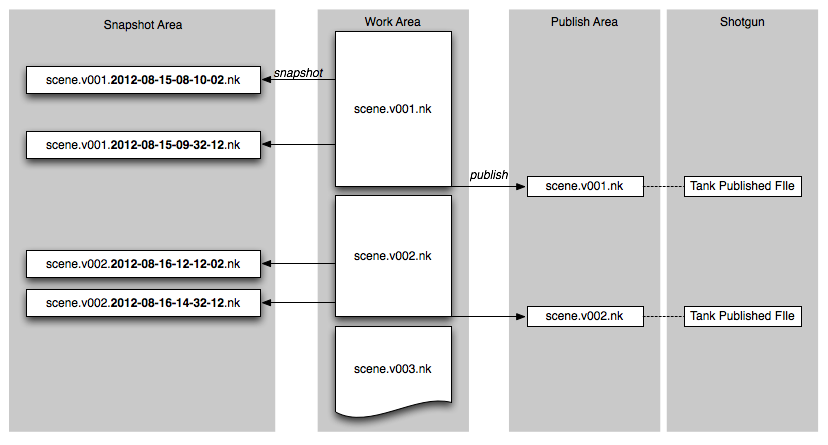 Snapshot Area
Work Area
Publish Area
Shotgun
snapshot
scene.v001.2012-08-15-08-10-02.nk
scene.v001.nk
scene.v001.2012-08-15-09-32-12.nk
publish
scene.v001.nk
Tank Published FIle
scene.v002.2012-08-16-12-12-02.nk
scene.v002.nk
scene.v002.2012-08-16-14-32-12.nk
scene.v002.nk
Tank Published FIle
scene.v003.nk